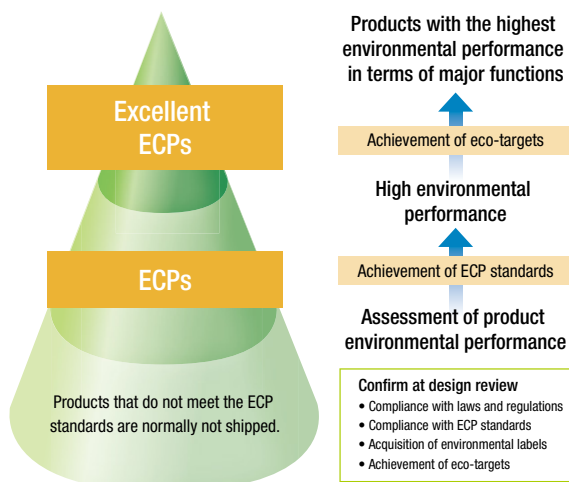 Excellent
ECPs
ECPs
Products that do not meet the ECP
standards are normally not shipped.
Products with the highest
environmental performance
in terms of major functions
Achievement of eco-targets
High environmental
performance
Achievement of ECP standards
Assessment of product
environmental performance
Confirm at design review
• Compliance with laws and regulations
• Compliance with ECP standards
• Acquisition of environmental labels
• Achievement of eco-targets